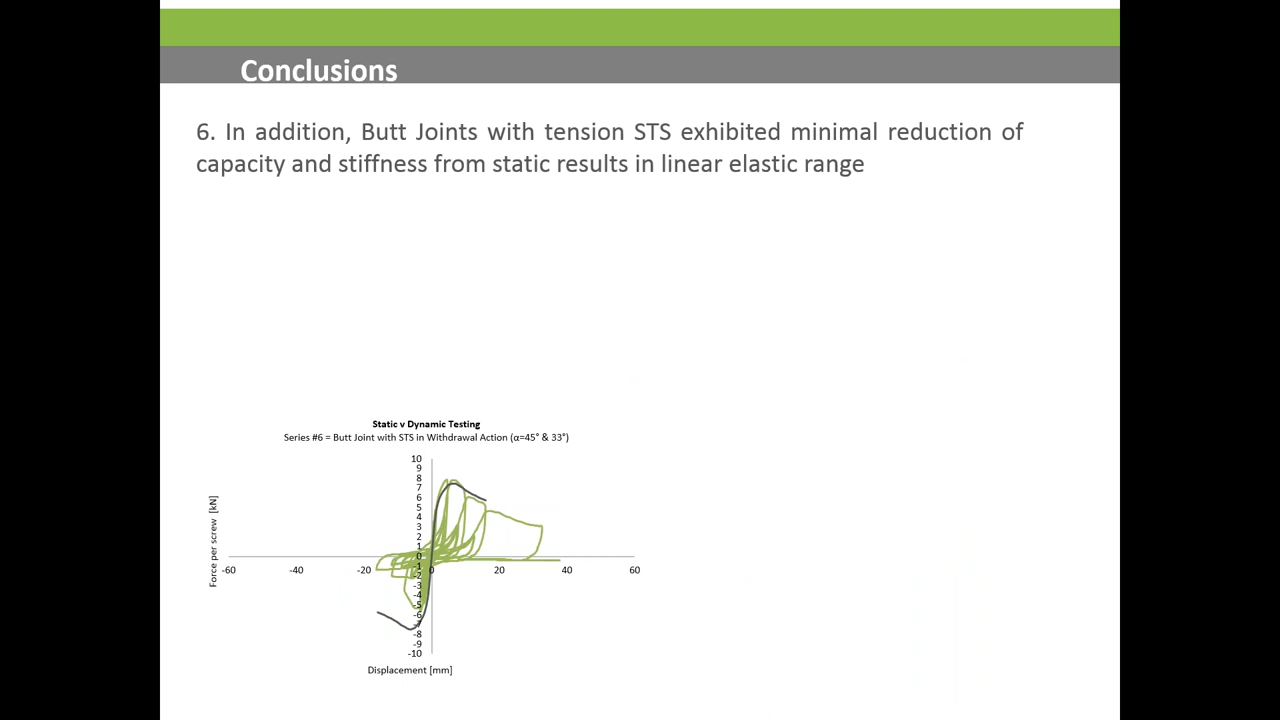 Conclusions
6. In addition, Butt Joints with tension STS exhibited minimal reduction of
capacity and stiffness from static results in linear elastic range
Static v Dynamic Testing
Series #6 = Butt Joint with STS in Withdrawal Action (α=45° & 33°)
Force per screw [kN]
10
9
8
7
6
5
4
3
2
1
0
-1
-2
-3
-4
-5
-6
-7
-8
-9
-10
-60 -40 -20 0 20 40 60
Displacement [mm]